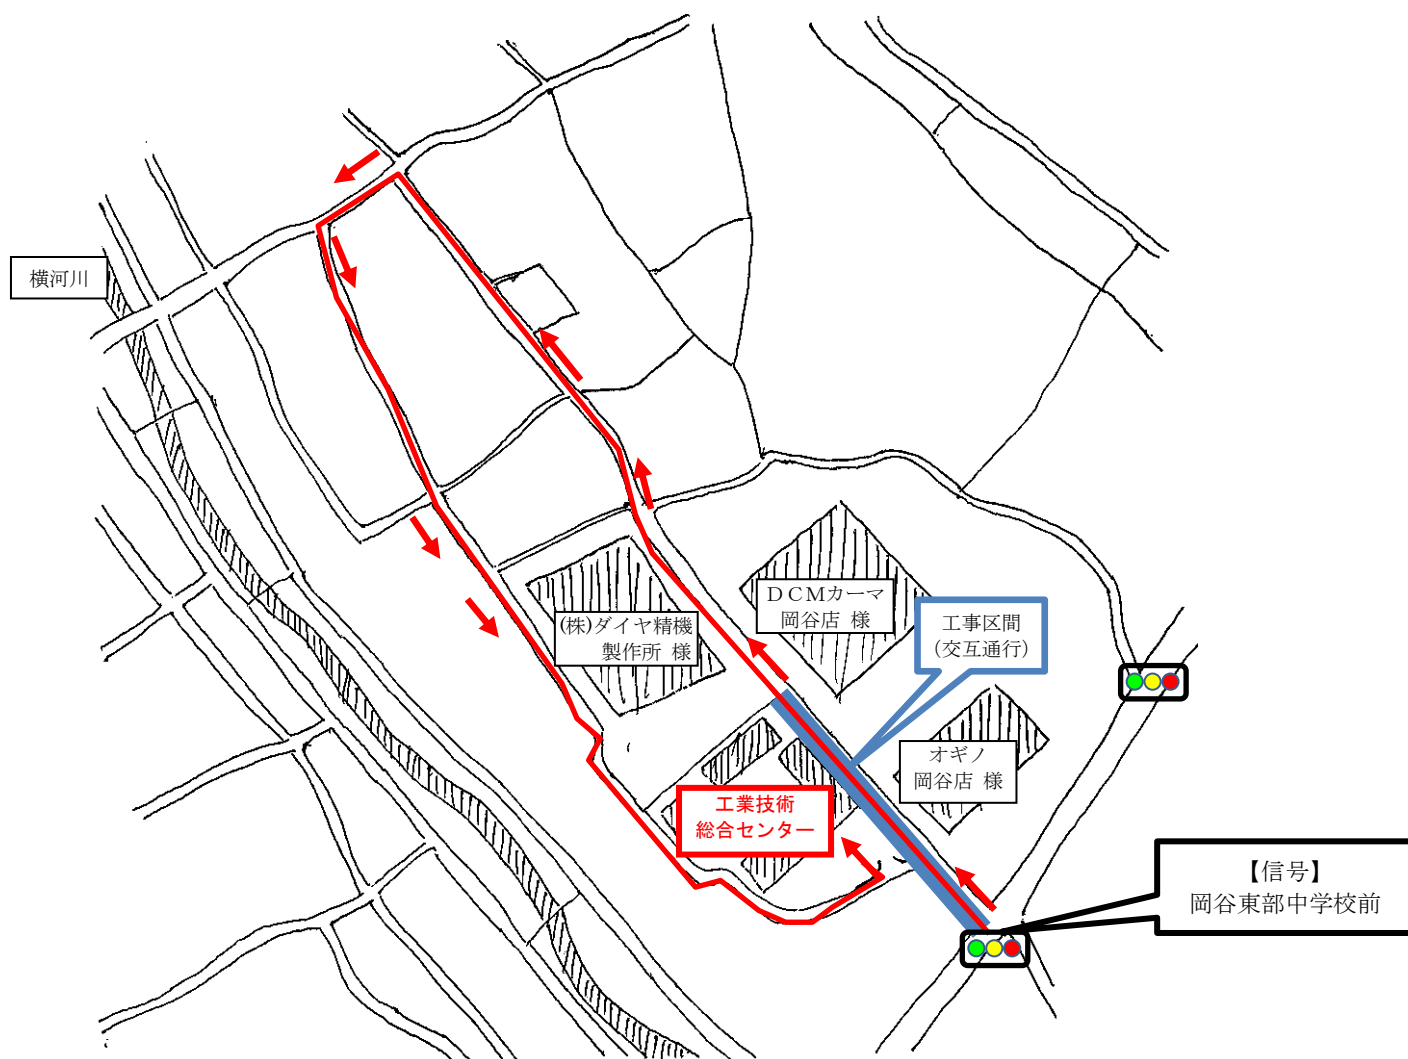 横河川
DCMカーマ
岡谷店 様
工事区間
(交互通行)
(株)ダイヤ精機
製作所 様
オギノ
岡谷店 様
工業技術
総合センター
【信号】
岡谷東部中学校前